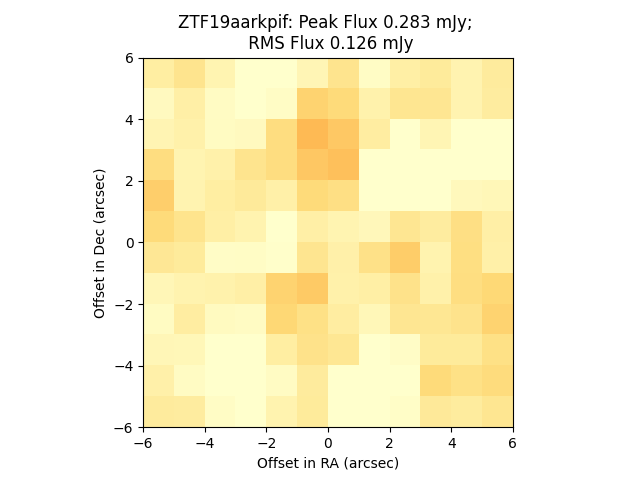 ZTF19aarkpif: Peak Flux 0.283 mJy;
RMS Flux 0.126 mJy
6
4
2
0
−2
−4
−6
Offset in Dec (arcsec)
−6 −4 −2 0 2 4 6
Offset in RA (arcsec)